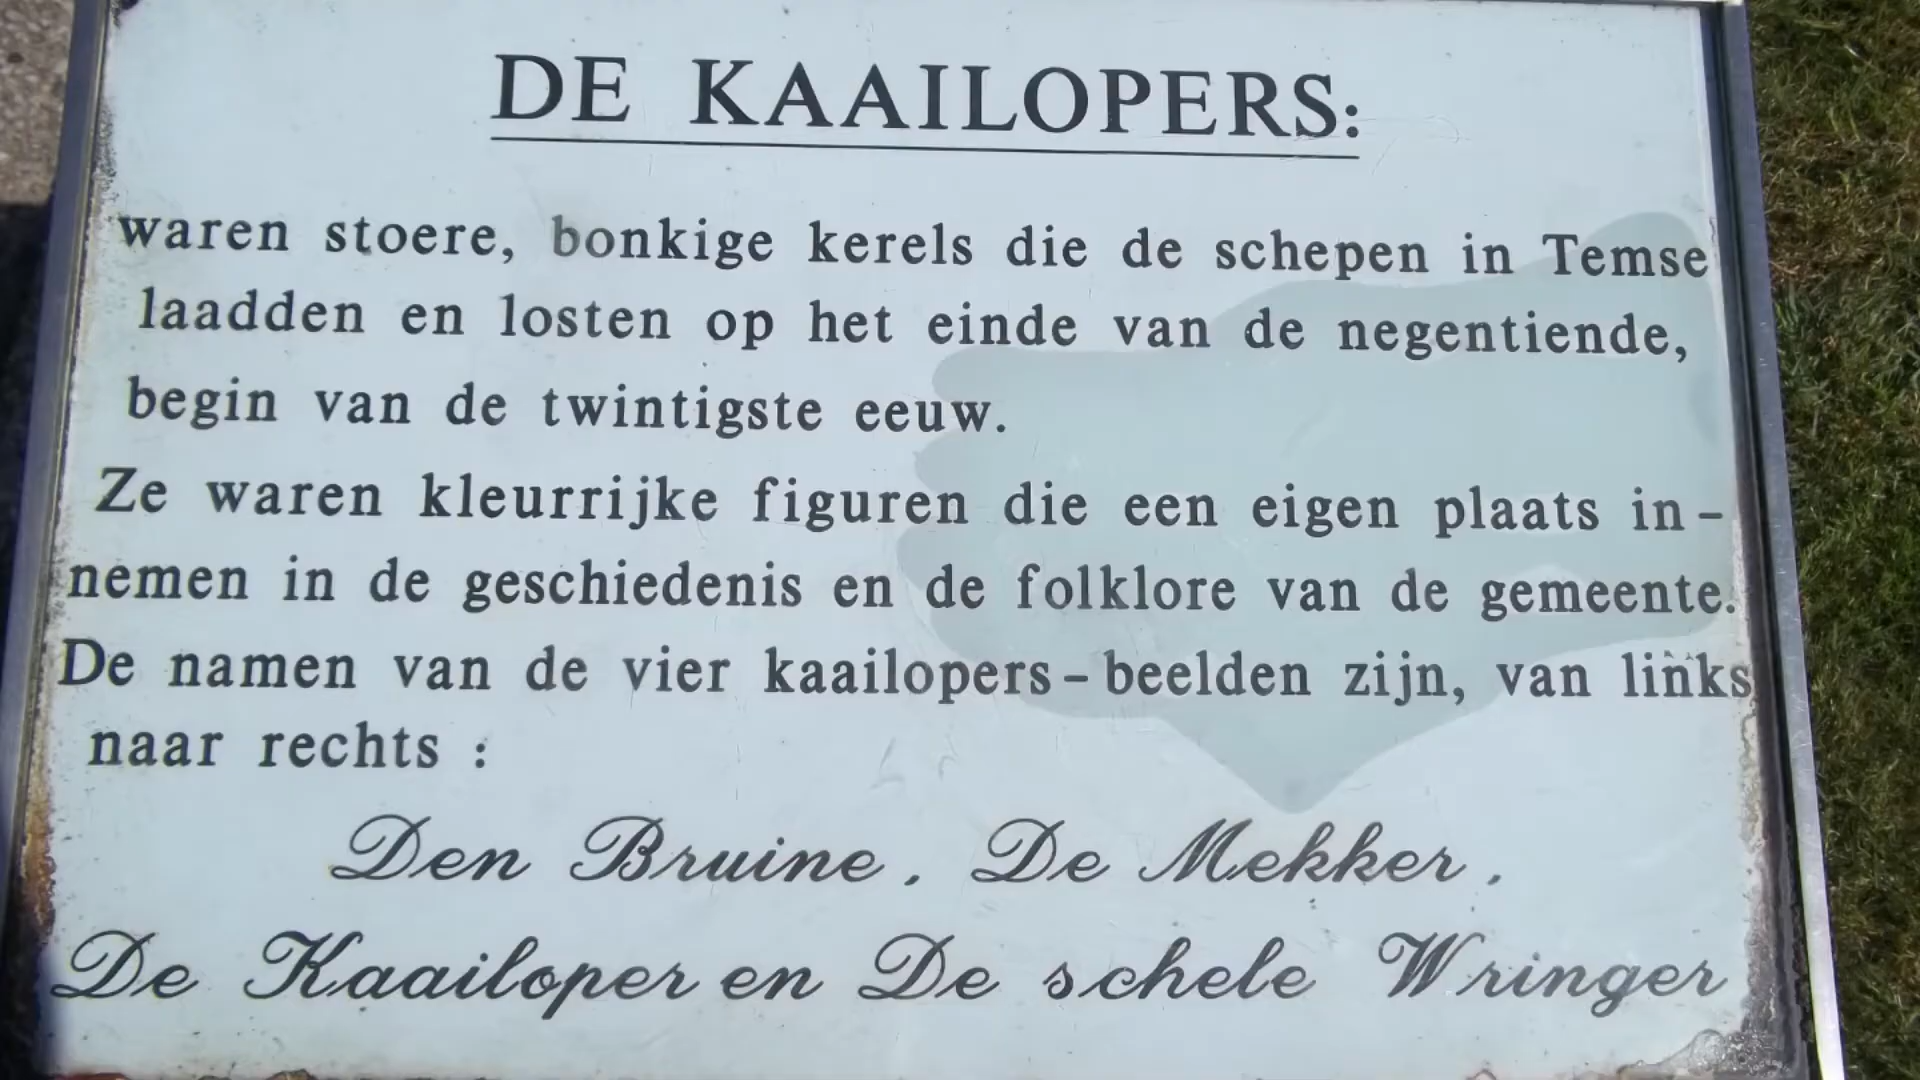 DE KAAILOPERS:
waren stoere, bonkige kerels die de schepen in Temse
laadden en losten op het einde van de negentiende,
begin van de twintigste eeuw.
Ze waren kleurrijke figuren die een eigen plaats in-
nemen in de geschiedenis en de folklore van de gemeente.
De namen van de vier kaailopers-beelden zijn, van links
naar rechts :
Den Bruine, De Mekker,
De Kaailoper en De schele Wringer